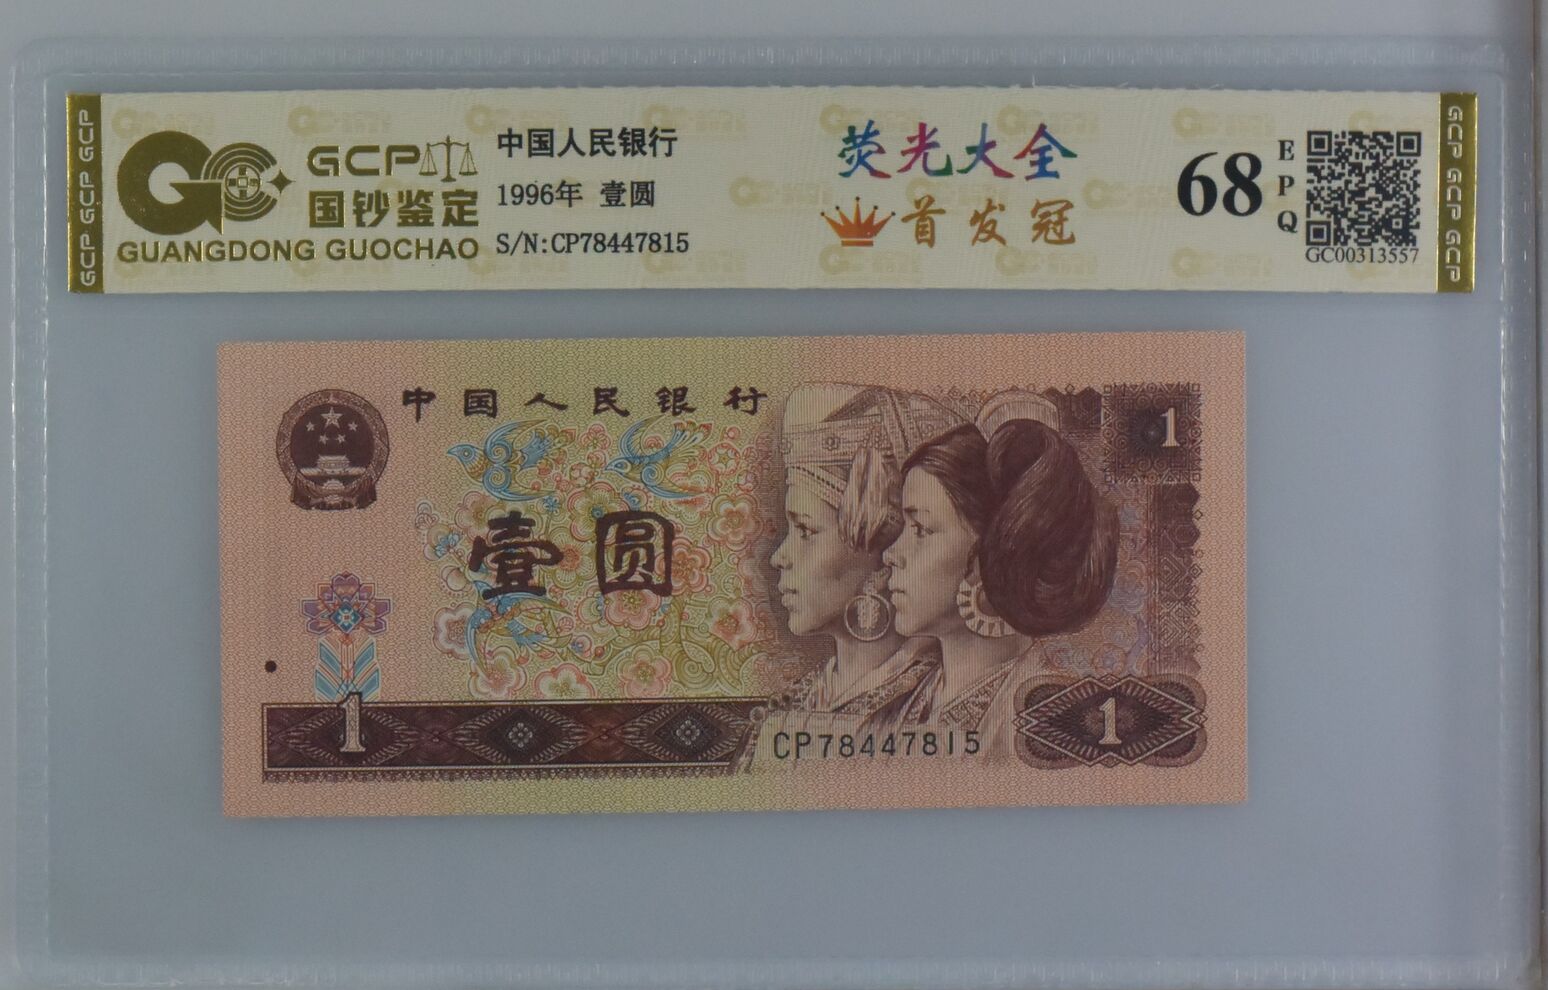 GCP GCP GCP
GCP
国钞鉴定
GUANGDONG GUOCHAO
中国人民银行
1996年 壹圆
S/N:CP78447815
荧光大全
首发冠
68
EPQ
GC00313557
GCP GCP GCP
中国人民银行
1
壹圆
1
CP78447815
1